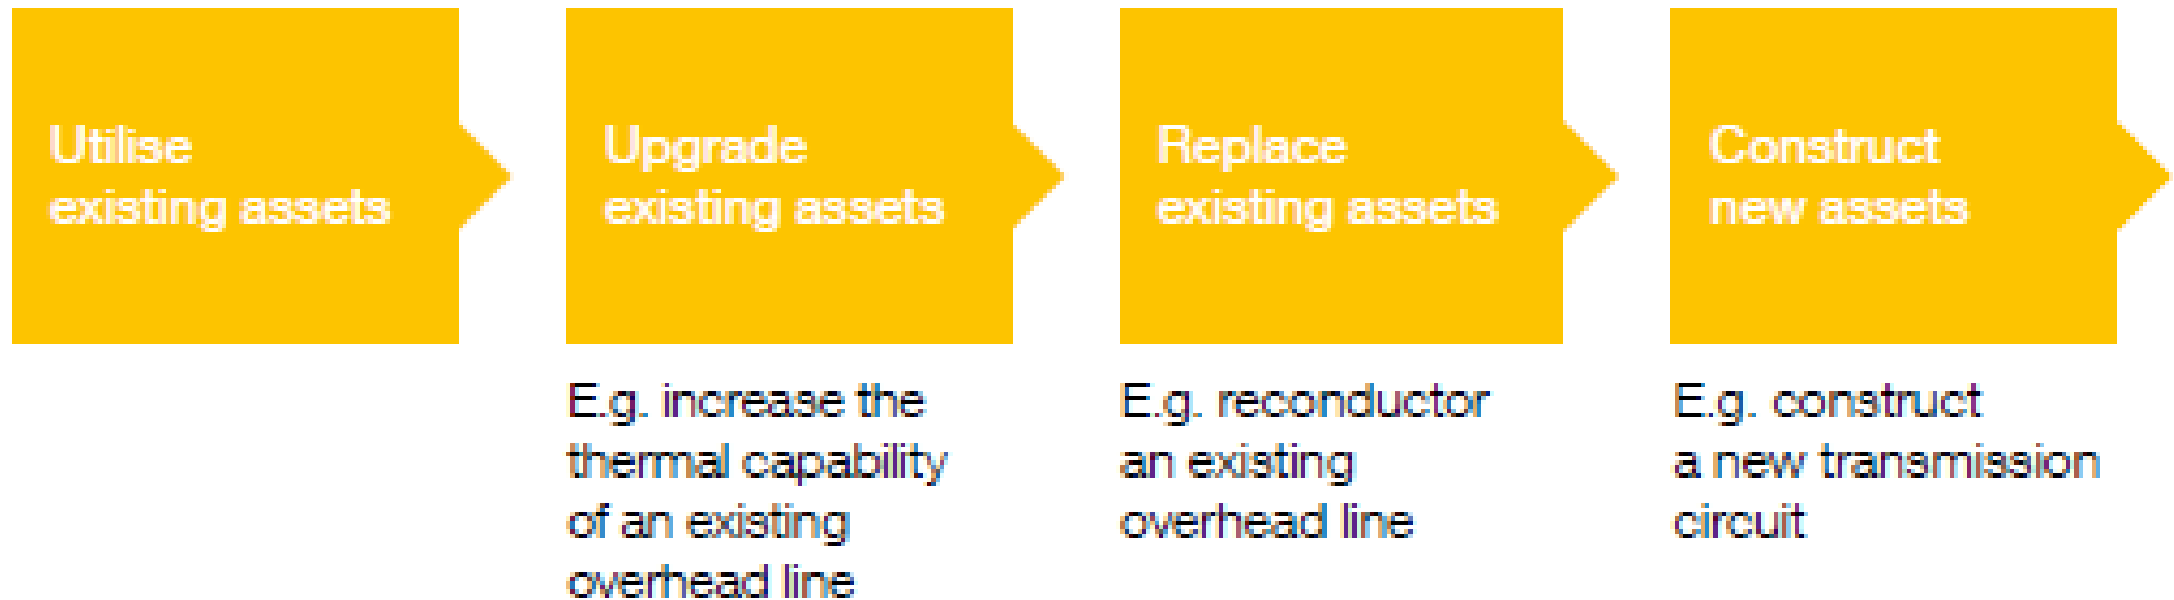 Utilise
existing assets
Upgrade
existing assets
E.g. increase the
thermal capability
of an existing
overhead line
Replace
existing assets
E.g. reconductor
an existing
overhead line
Construct
new assets
E.g. construct
a new transmission
circuit